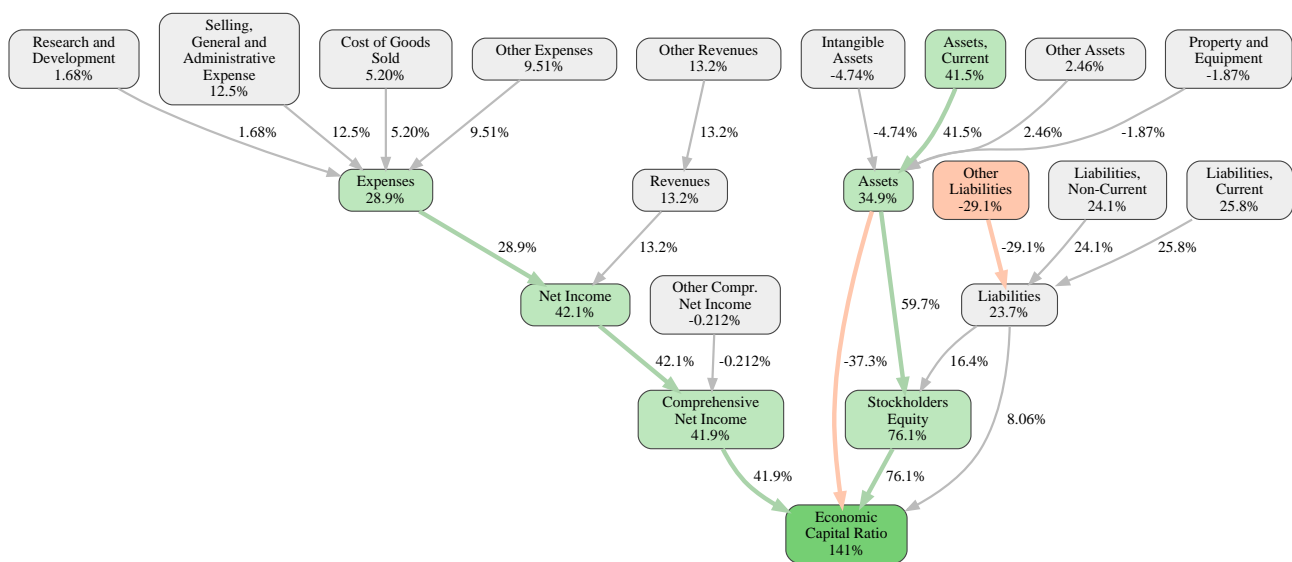 Research and
Development
1.68%
Selling,
General and
Administrative
Expense
12.5%
Cost of Goods
Sold
5.20%
Other Expenses
9.51%
Other Revenues
13.2%
Intangible
Assets
-4.74%
Assets,
Current
41.5%
Other Assets
2.46%
Property and
Equipment
-1.87%
1.68%
12.5%
5.20%
9.51%
13.2%
-4.74%
41.5%
2.46%
-1.87%
Expenses
28.9%
Revenues
13.2%
Assets
34.9%
Other
Liabilities
-29.1%
Liabilities,
Non-Current
24.1%
Liabilities,
Current
25.8%
28.9%
13.2%
-29.1%
24.1%
25.8%
Net Income
42.1%
Other Compr.
Net Income
-0.212%
59.7%
Liabilities
23.7%
42.1%
-0.212%
-37.3%
16.4%
Comprehensive
Net Income
41.9%
Stockholders
Equity
76.1%
8.06%
41.9%
76.1%
Economic
Capital Ratio
141%